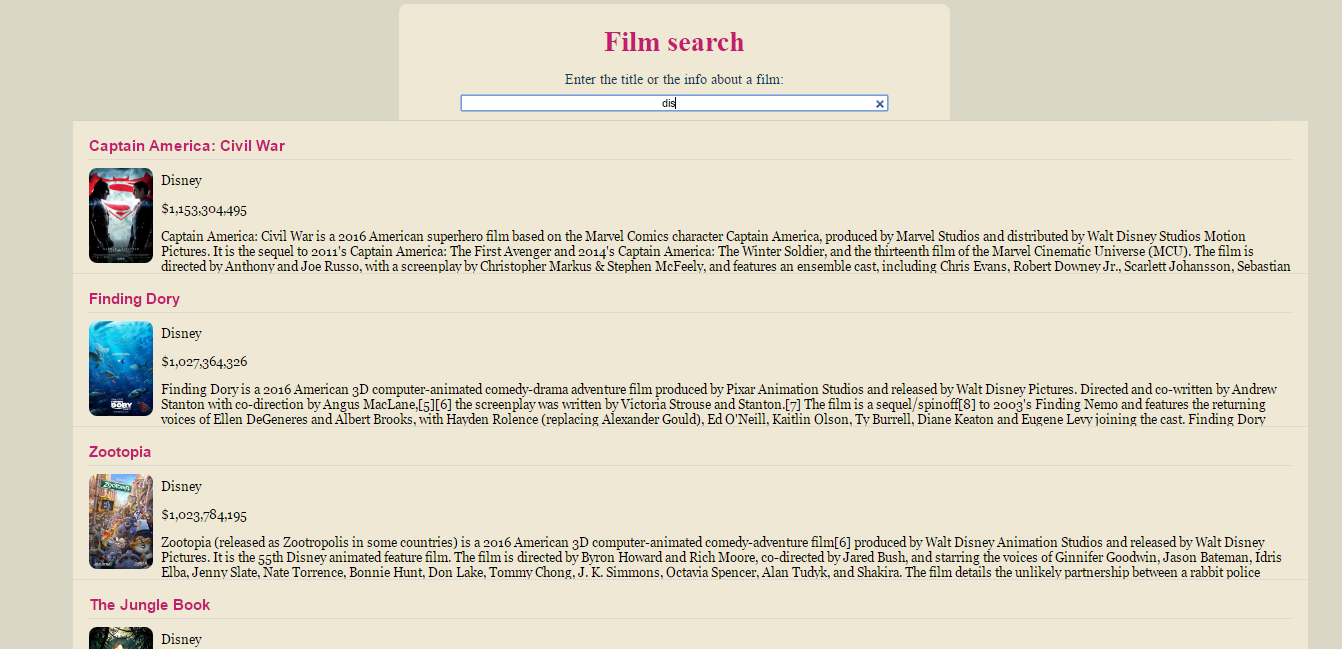 Film search
Enter the title or the info about a film:
dis
Captain America: Civil War
Disney
$1,153,304,495
Captain America: Civil War is a 2016 American superhero film based on the Marvel Comics character Captain America, produced by Marvel Studios and distributed by Walt Disney Studios Motion
Pictures. It is the sequel to 2011's Captain America: The First Avenger and 2014's Captain America: The Winter Soldier, and the thirteenth film of the Marvel Cinematic Universe (MCU). The film is
directed by Anthony and Joe Russo, with a screenplay by Christopher Markus & Stephen McFeely, and features an ensemble cast, including Chris Evans, Robert Downey Jr., Scarlett Johansson, Sebastian
Finding Dory
DORY
Disney
$1,027,364,326
Finding Dory is a 2016 American 3D computer-animated comedy-drama adventure film produced by Pixar Animation Studios and released by Walt Disney Pictures. Directed and co-written by Andrew
Stanton with co-direction by Angus MacLane,[5][6] the screenplay was written by Victoria Strouse and Stanton.[7] The film is a sequel/spinoff[8] to 2003's Finding Nemo and features the returning
voices of Ellen DeGeneres and Albert Brooks, with Hayden Rolence (replacing Alexander Gould), Ed O'Neill, Kaitlin Olson, Ty Burrell, Diane Keaton and Eugene Levy joining the cast. Finding Dory
Zootopia
ZOOTOPIA
Disney
$1,023,784,195
Zootopia (released as Zootropolis in some countries) is a 2016 American 3D computer-animated comedy-adventure film[6] produced by Walt Disney Animation Studios and released by Walt Disney
Pictures. It is the 55th Disney animated feature film. The film is directed by Byron Howard and Rich Moore, co-directed by Jared Bush, and starring the voices of Ginnifer Goodwin, Jason Bateman, Idris
Elba, Jenny Slate, Nate Torrence, Bonnie Hunt, Don Lake, Tommy Chong, J. K. Simmons, Octavia Spencer, Alan Tudyk, and Shakira. The film details the unlikely partnership between a rabbit police
The Jungle Book
Disney